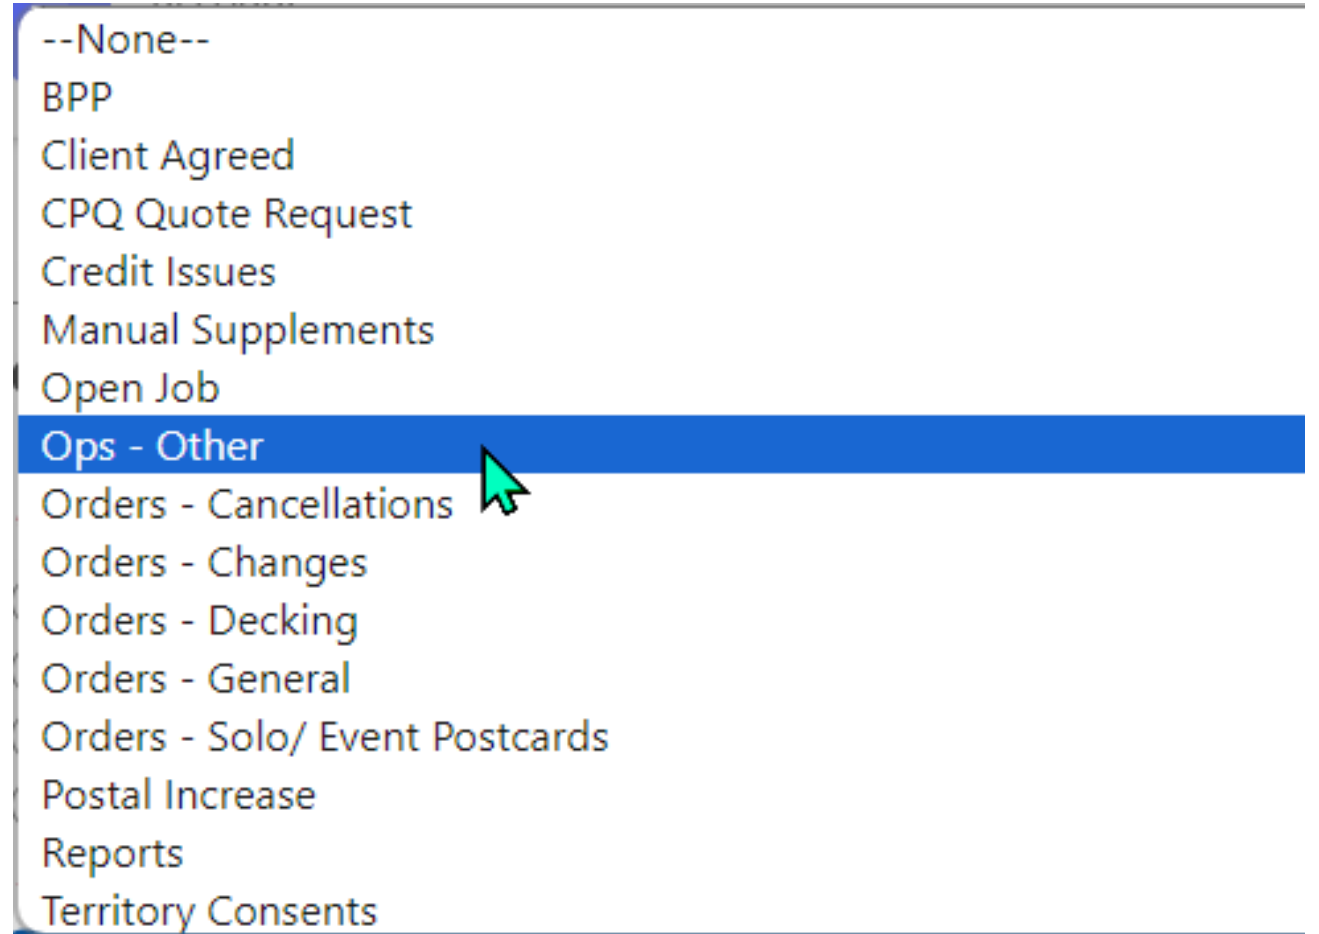 --None--
BPP
Client Agreed
CPQ Quote Request
Credit Issues
Manual Supplements
Open Job
Ops - Other
Orders - Cancellations
Orders - Changes
Orders - Decking
Orders - General
Orders - Solo/ Event Postcards
Postal Increase
Reports
Territory Consents